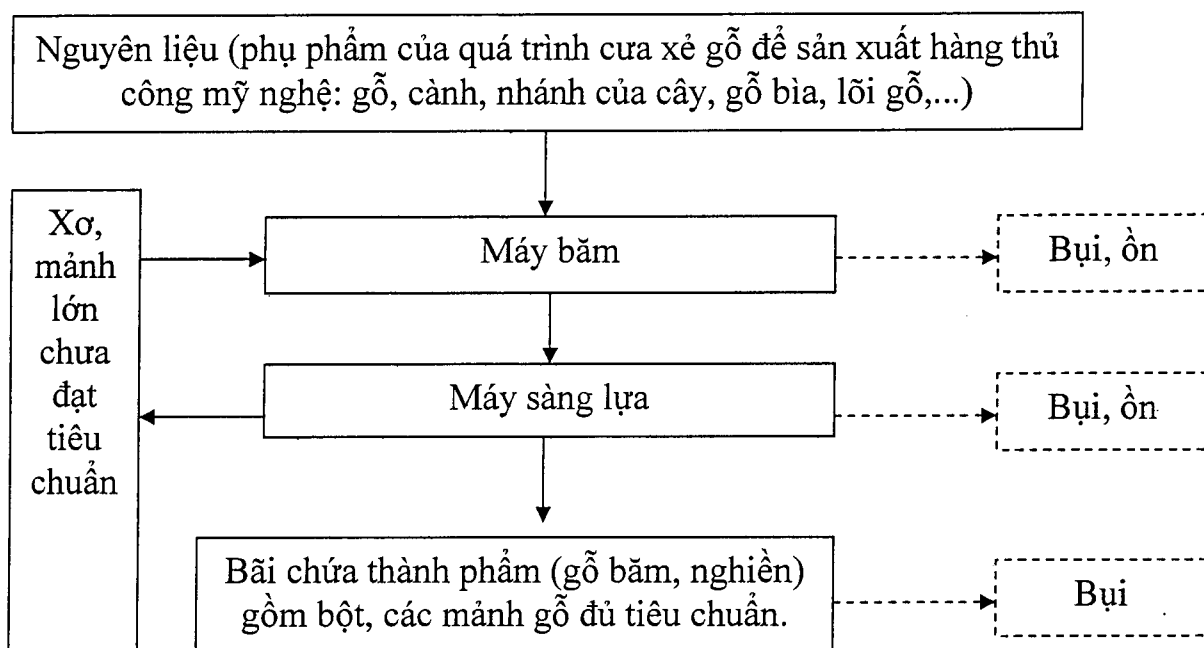 Nguyên liệu (phụ phẩm của quá trình cưa xẻ gỗ để sản xuất hàng thủ
công mỹ nghệ: gỗ, cành, nhánh của cây, gỗ bìa, lõi gỗ,...)
Xơ,
mảnh
lớn
chưa
đạt
tiêu
chuẩn
Máy băm
Bụi, ồn
Máy sàng lựa
Bụi, ồn
Bãi chứa thành phẩm (gỗ băm, nghiền)
gồm bột, các mảnh gỗ đủ tiêu chuẩn.
Bụi